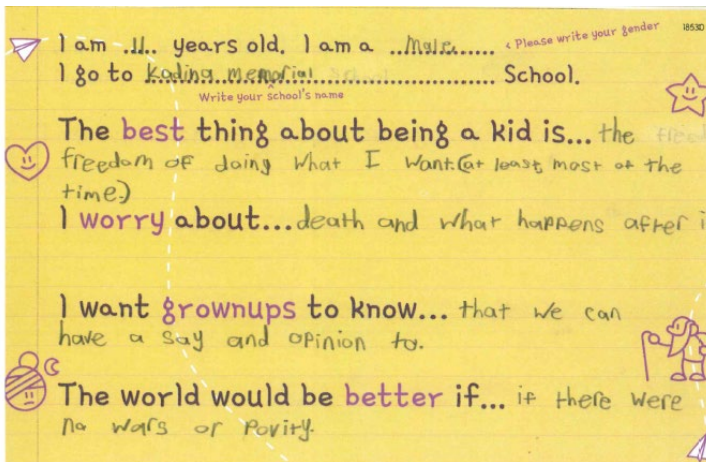 I am .11.. years old. I am a ..Male....... < Please write your gender 1853D
I go to Kadina memorial School.
Write your school's name
The best thing about being a kid is... the
freedom of doing what I want.(at least most of the
time.)
I worry about... death and what happens after i
I want grownups to know... that we can
have a say and opinion to.
The world would be better if... if there were
no wars or Povity.